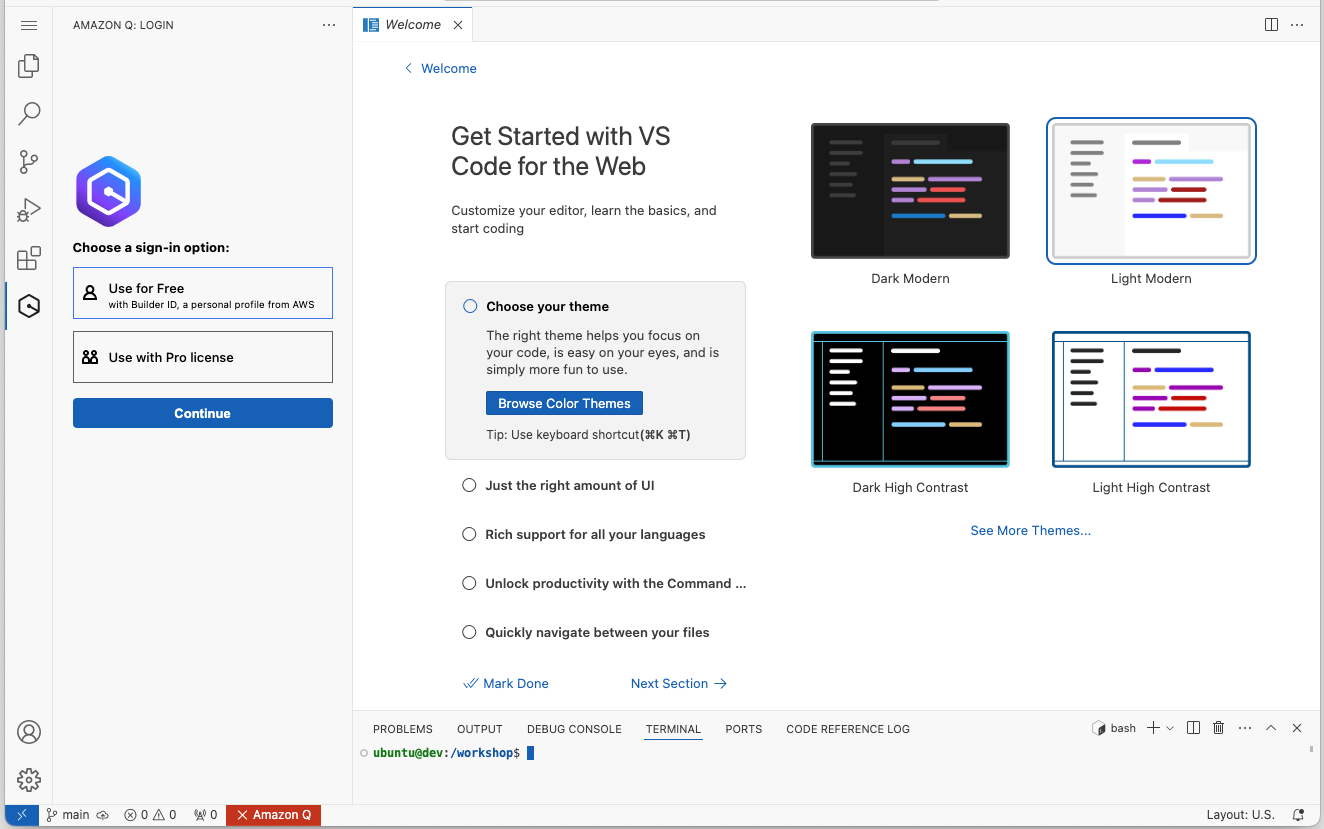 AMAZON Q: LOGIN
Welcome
Welcome
Choose a sign-in option:
Use for Free
with Builder ID, a personal profile from AWS
Use with Pro license
Continue
Get Started with VS
Code for the Web
Customize your editor, learn the basics, and
start coding
Choose your theme
The right theme helps you focus on
your code, is easy on your eyes, and is
simply more fun to use.
Browse Color Themes
Tip: Use keyboard shortcut(⌘K ⌘T)
Just the right amount of UI
Rich support for all your languages
Unlock productivity with the Command ...
Quickly navigate between your files
Mark Done
Next Section
Dark Modern
Light Modern
Dark High Contrast
Light High Contrast
See More Themes...
PROBLEMS OUTPUT DEBUG CONSOLE TERMINAL PORTS CODE REFERENCE LOG
bash
ubuntu@dev:/workshop$
main 0 0 0 Amazon Q
Layout: U.S.